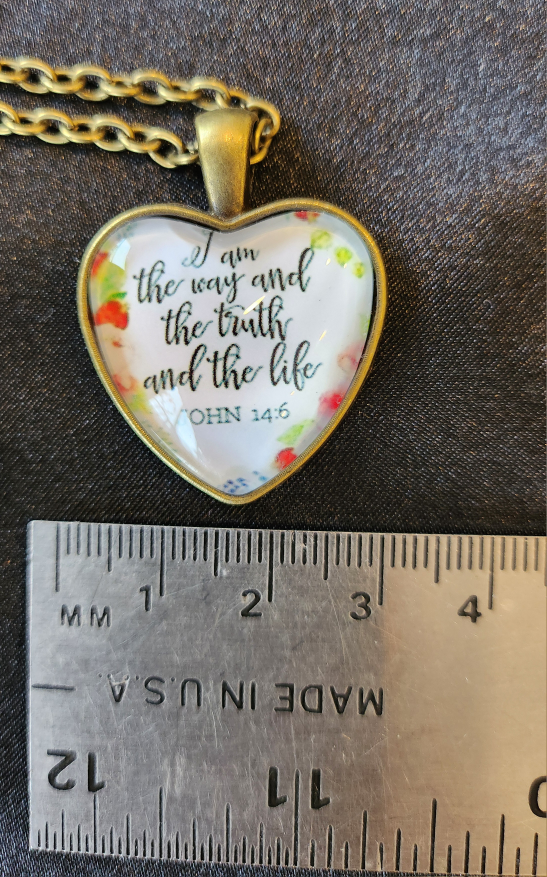 I am
the way and
the truth
and the life
JOHN 14:6
1 2 3 4
MM
MADE IN U.S.A.
12 11